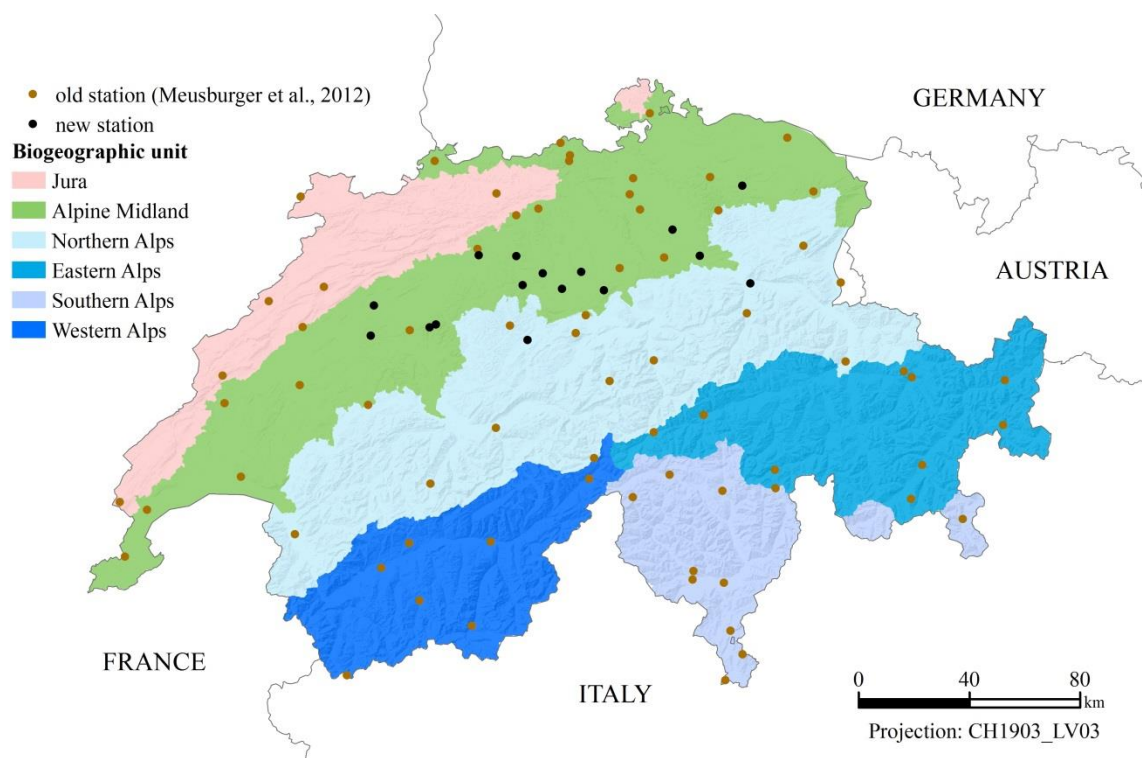 GERMANY
old station (Meusburger et al., 2012)
new station
Biogeographic unit
Jura
Alpine Midland
Northern Alps
Eastern Alps
Southern Alps
Western Alps
AUSTRIA
FRANCE
ITALY
0 40 80
km
Projection: CH1903_LV03